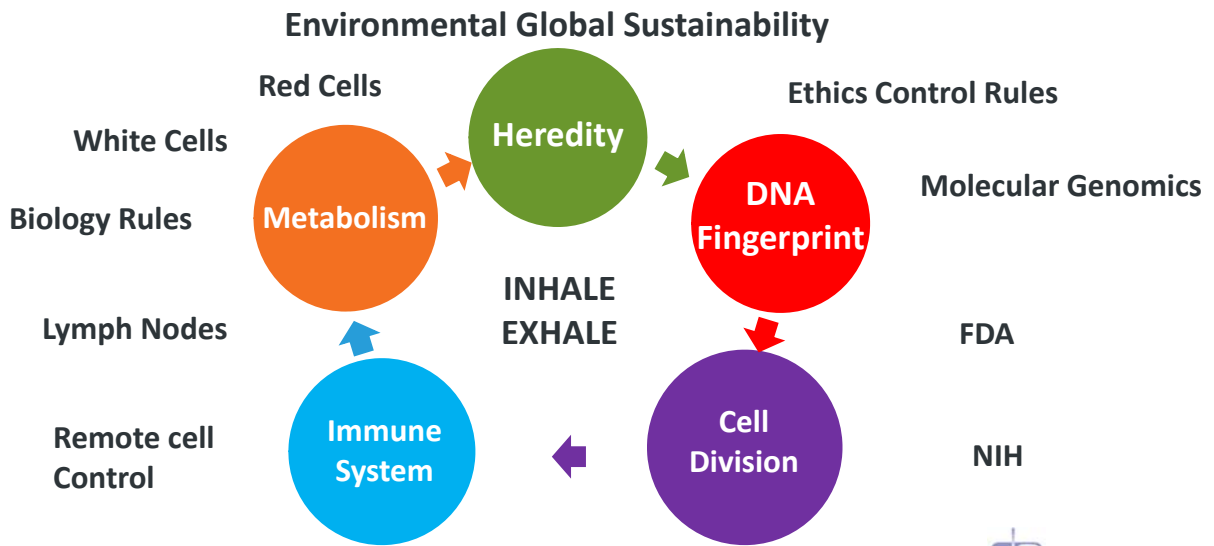 Environmental Global Sustainability
Red Cells
Ethics Control Rules
White Cells
Heredity
Molecular Genomics
DNA
Fingerprint
Biology Rules
Metabolism
INHALE
EXHALE
Lymph Nodes
FDA
Remote cell
Control
Immune
System
Cell
Division
NIH